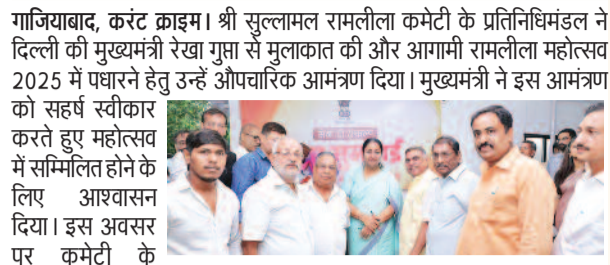 गाजियाबाद, करंट क्राइम। श्री सुल्लामल रामलीला कमेटी के प्रतिनिधिमंडल ने
दिल्ली की मुख्यमंत्री रेखा गुप्ता से मुलाकात की और आगामी रामलीला महोत्सव
2025 में पधारने हेतु उन्हें औपचारिक आमंत्रण दिया। मुख्यमंत्री ने इस आमंत्रण
को सहर्ष स्वीकार
करते हुए महोत्सव
में सम्मिलित होने के
लिए आश्वासन
दिया। इस अवसर
पर कमेटी के